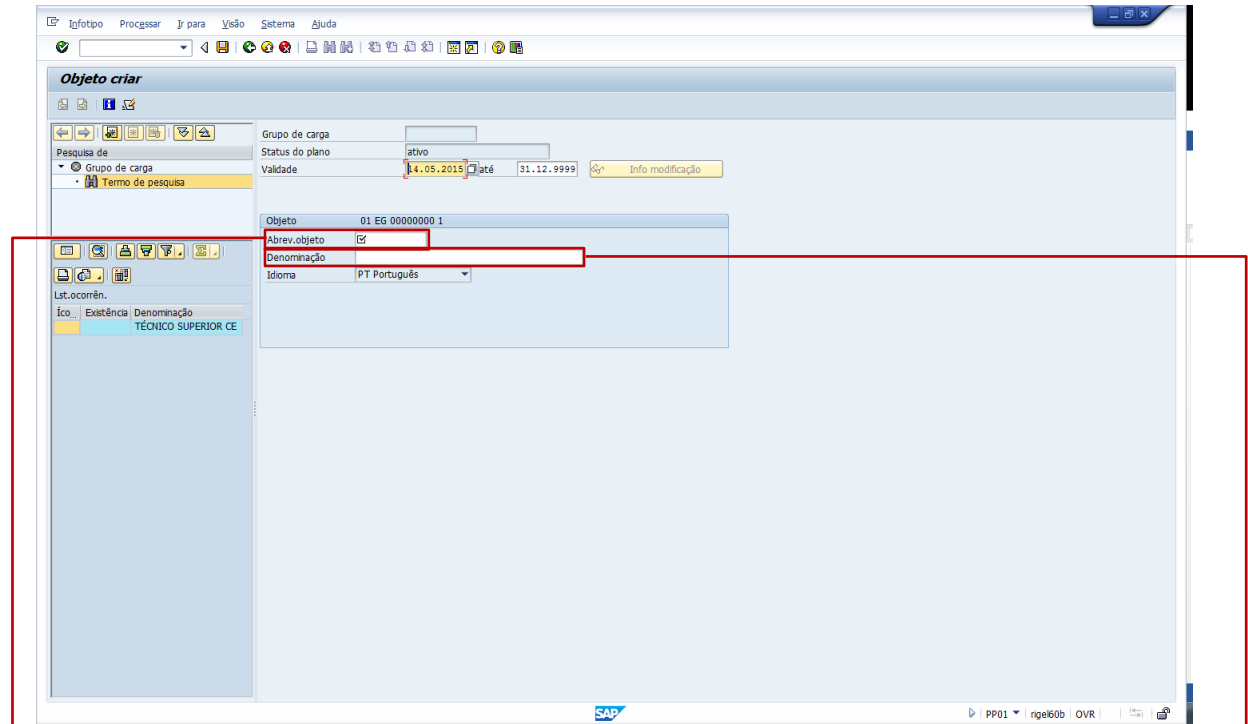 Infotipo Processar Ir para Visão Sistema Ajuda
Objeto criar
Pesquisa de
Grupo de carga
Termo de pesquisa
Lst.ocorrên.
Íco... Existência Denominação
TÉCNICO SUPERIOR CE
Grupo de carga
Status do plano ativo
Validade 14.05.2015 até 31.12.9999 Info modificação
Objeto 01 EG 00000000 1
Abrev.objeto
Denominação
Idioma PT Português
SAP
PP01 rigel60b OVR